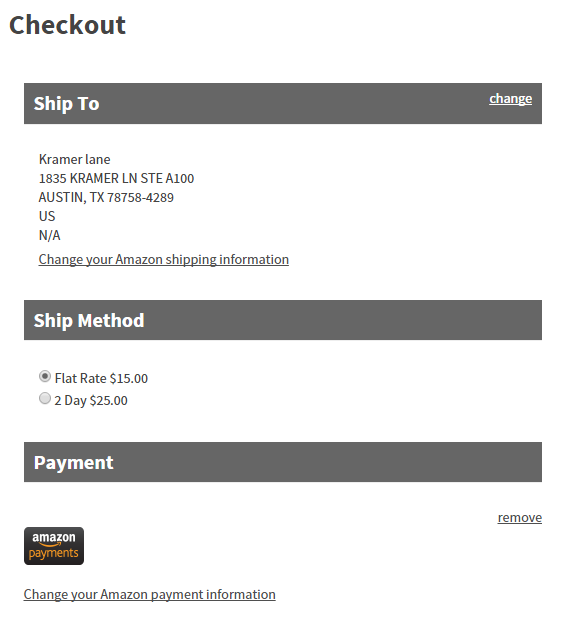 Checkout
Ship To
change
Kramer lane
1835 KRAMER LN STE A100
AUSTIN, TX 78758-4289
US
N/A
Change your Amazon shipping information
Ship Method
Flat Rate $15.00
2 Day $25.00
Payment
remove
amazon
payments
Change your Amazon payment information